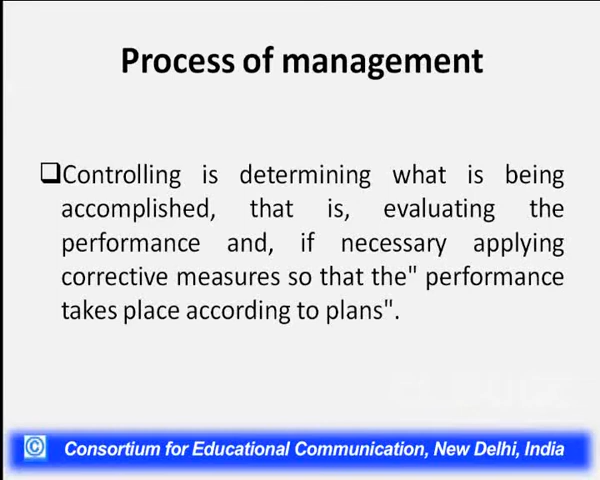 Process of management
Controlling is determining what is being
accomplished, that is, evaluating the
performance and, if necessary applying
corrective measures so that the" performance
takes place according to plans".
© Consortium for Educational Communication, New Delhi, India